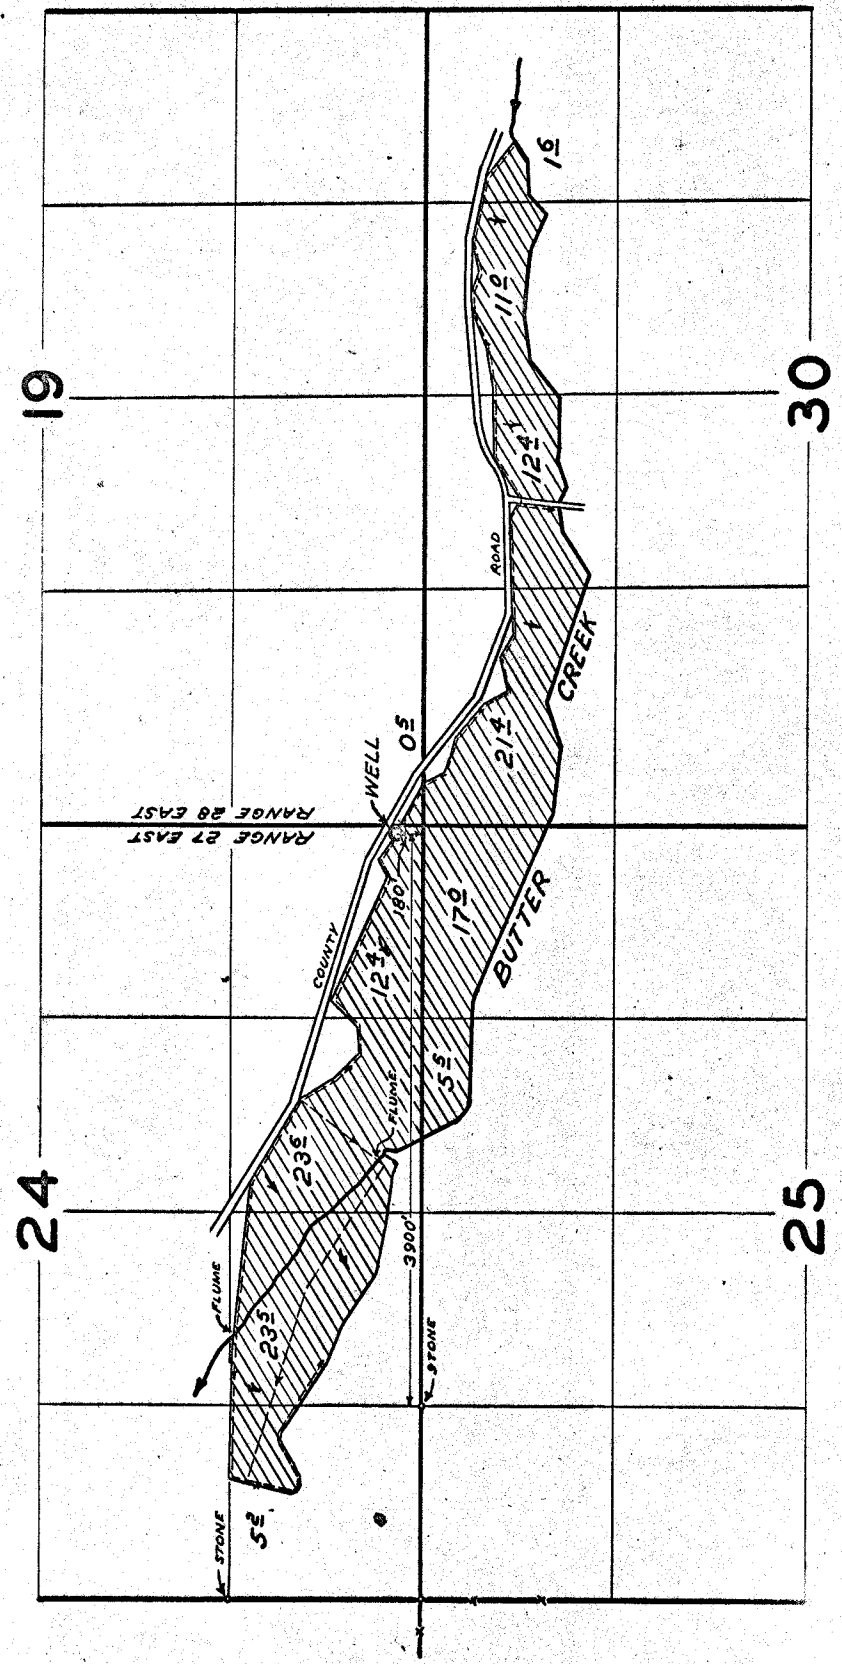 1 6
11 0
19
30
12 4
ROAD
CREEK
21 4
0 5
WELL
RANGE 28 EAST
RANGE 27 EAST
180'
17 0
BUTTER
COUNTY
12 4
5 5
FLUME
23 6
24
25
3900'
FLUME
23 5
STONE
5 2
STONE